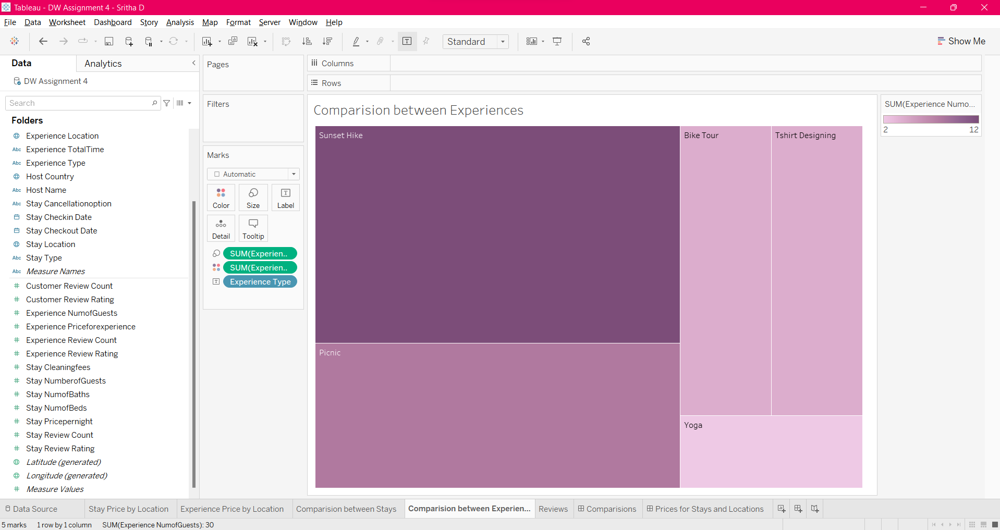 Tableau - DW Assignment 4 - Sritha D
File Data Worksheet Dashboard Story Analysis Map Format Server Window Help
Standard
Show Me
Data
Analytics
DW Assignment 4
Search
Folders
Experience Location
Abc Experience TotalTime
Abc Experience Type
Host Country
Abc Host Name
Abc Stay Cancellationoption
Stay Checkin Date
Stay Checkout Date
Stay Location
Abc Stay Type
Abc Measure Names
# Customer Review Count
# Customer Review Rating
# Experience NumofGuests
# Experience Priceforexperience
# Experience Review Count
# Experience Review Rating
# Stay Cleaningfees
# Stay NumberofGuests
# Stay NumofBaths
# Stay NumofBeds
# Stay Pricepernight
# Stay Review Count
# Stay Review Rating
Latitude (generated)
Longitude (generated)
# Measure Values
Pages
Filters
Marks
Automatic
Color
Size
T
Label
Detail
Tooltip
SUM(Experien..
SUM(Experien..
T Experience Type
Columns
Rows
Comparision between Experiences
Sunset Hike
Bike Tour
Tshirt Designing
Picnic
Yoga
SUM(Experience Numo...
2 12
Data Source
Stay Price by Location
Experience Price by Location
Comparision between Stays
Comparision between Experien...
Reviews
Comparisions
Prices for Stays and Locations
5 marks 1 row by 1 column SUM(Experience NumofGuests): 30